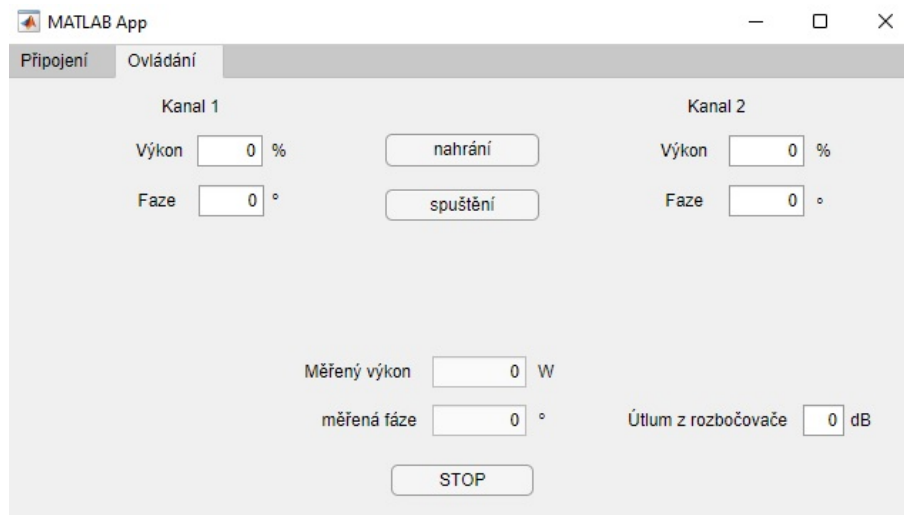 MATLAB App
Připojení Ovládání
Kanal 1 Kanal 2
Výkon 0 % nahrání Výkon 0 %
Faze 0 ° spuštění Faze 0 °
Měřený výkon 0 W
měřená fáze 0 ° Útlum z rozbočovače 0 dB
STOP